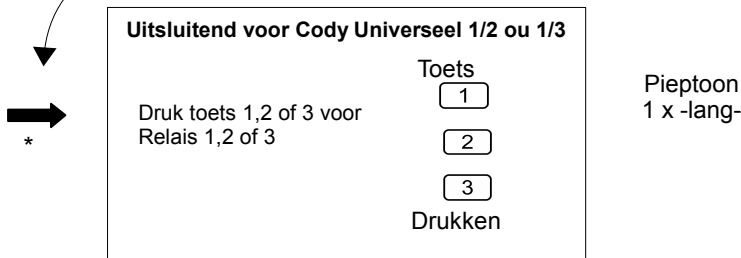 Uitsluitend voor Cody Universeel 1/2 ou 1/3
Toets
1
Druk toets 1,2 of 3 voor
Relais 1,2 of 3
2
3
Drukken
Pieptoon
1 x -lang-
*